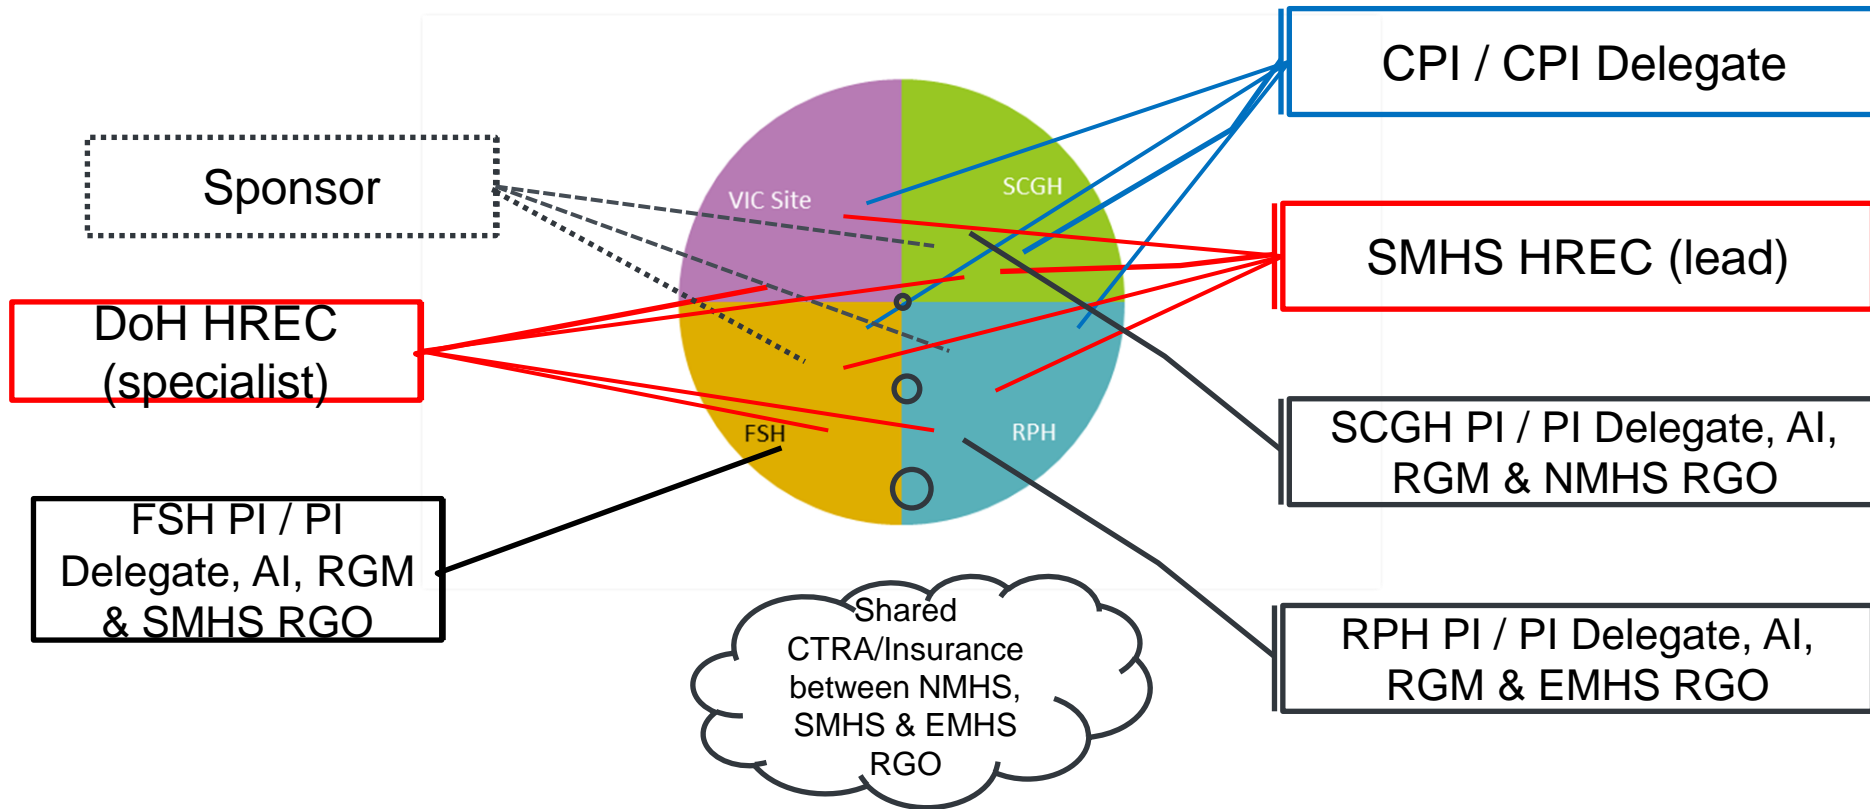 CPI / CPI Delegate
Sponsor
VIC Site
SCGH
SMHS HREC (lead)
DoH HREC
(specialist)
FSH
RPH
SCGH PI / PI Delegate, AI,
RGM & NMHS RGO
FSH PI / PI
Delegate, AI, RGM
& SMHS RGO
Shared
CTRA/Insurance
between NMHS,
SMHS & EMHS
RGO
RPH PI / PI Delegate, AI,
RGM & EMHS RGO